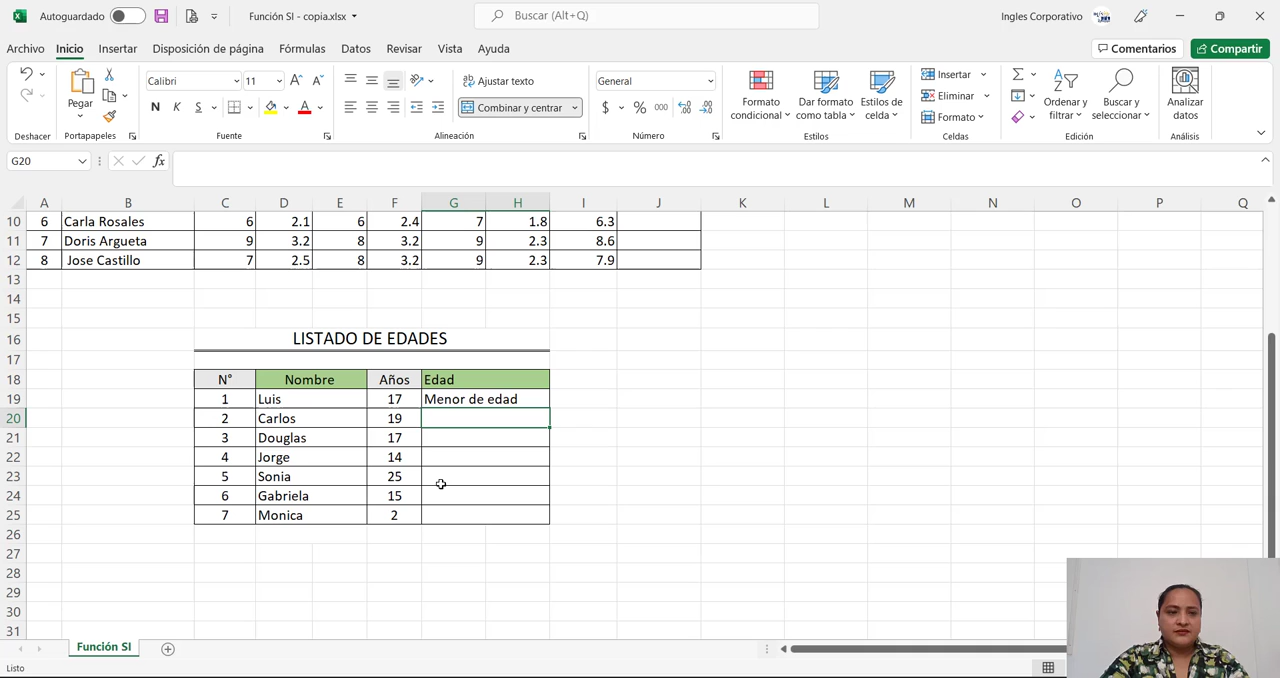 Autoguardado Función SI - copia.xlsx Buscar (Alt+Q) Ingles Corporativo
Archivo Inicio Insertar Disposición de página Fórmulas Datos Revisar Vista Ayuda Comentarios Compartir
Pegar Calibri 11 Ajustar texto General Insertar
N K S Combinar y centrar $ % 000 Eliminar
Formato condicional Dar formato como tabla Estilos de celda Formato Ordenar y filtrar Buscar y seleccionar Analizar datos
Deshacer Portapapeles Fuente Alineación Número Estilos Celdas Edición Análisis
G20 fx
A B C D E F G H I J K L M N O P Q
10 6 Carla Rosales 6 2.1 6 2.4 7 1.8 6.3
11 7 Doris Argueta 9 3.2 8 3.2 9 2.3 8.6
12 8 Jose Castillo 7 2.5 8 3.2 9 2.3 7.9
13
14
15
16 LISTADO DE EDADES
17
18 N° Nombre Años Edad
19 1 Luis 17 Menor de edad
20 2 Carlos 19
21 3 Douglas 17
22 4 Jorge 14
23 5 Sonia 25
24 6 Gabriela 15
25 7 Monica 2
26
27
28
29
30
31
Función SI
Listo